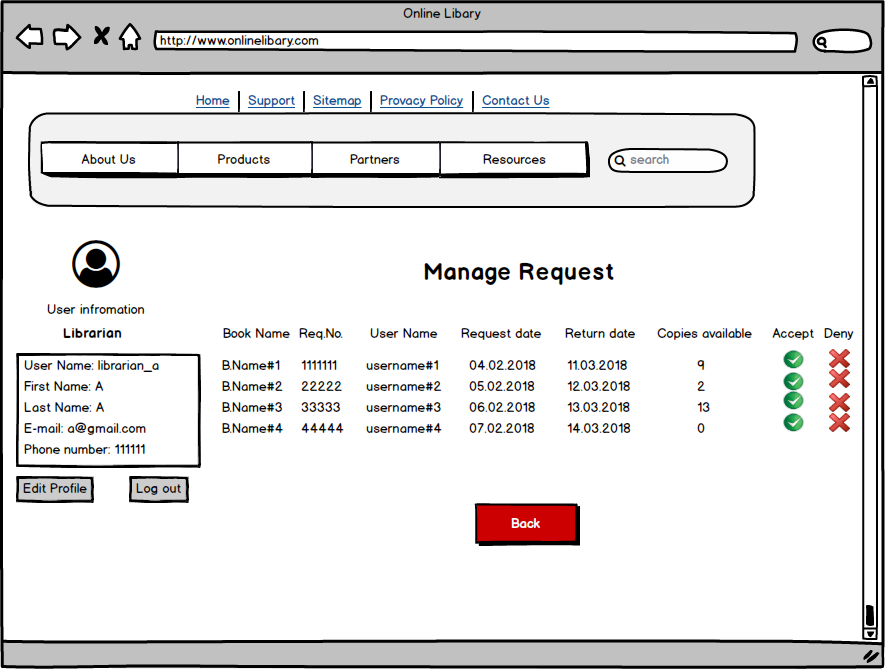 Online Libary
http://www.onlinelibary.com
Home Support Sitemap Provacy Policy Contact Us
About Us Products Partners Resources search
Manage Request
User infromation
Librarian
Book Name Req.No. User Name Request date Return date Copies available Accept Deny
User Name: librarian_a
First Name: A
Last Name: A
E-mail: a@gmail.com
Phone number: 111111
B.Name#1 1111111 username#1 04.02.2018 11.03.2018 9
B.Name#2 22222 username#2 05.02.2018 12.03.2018 2
B.Name#3 33333 username#3 06.02.2018 13.03.2018 13
B.Name#4 44444 username#4 07.02.2018 14.03.2018 0
Edit Profile Log out
Back